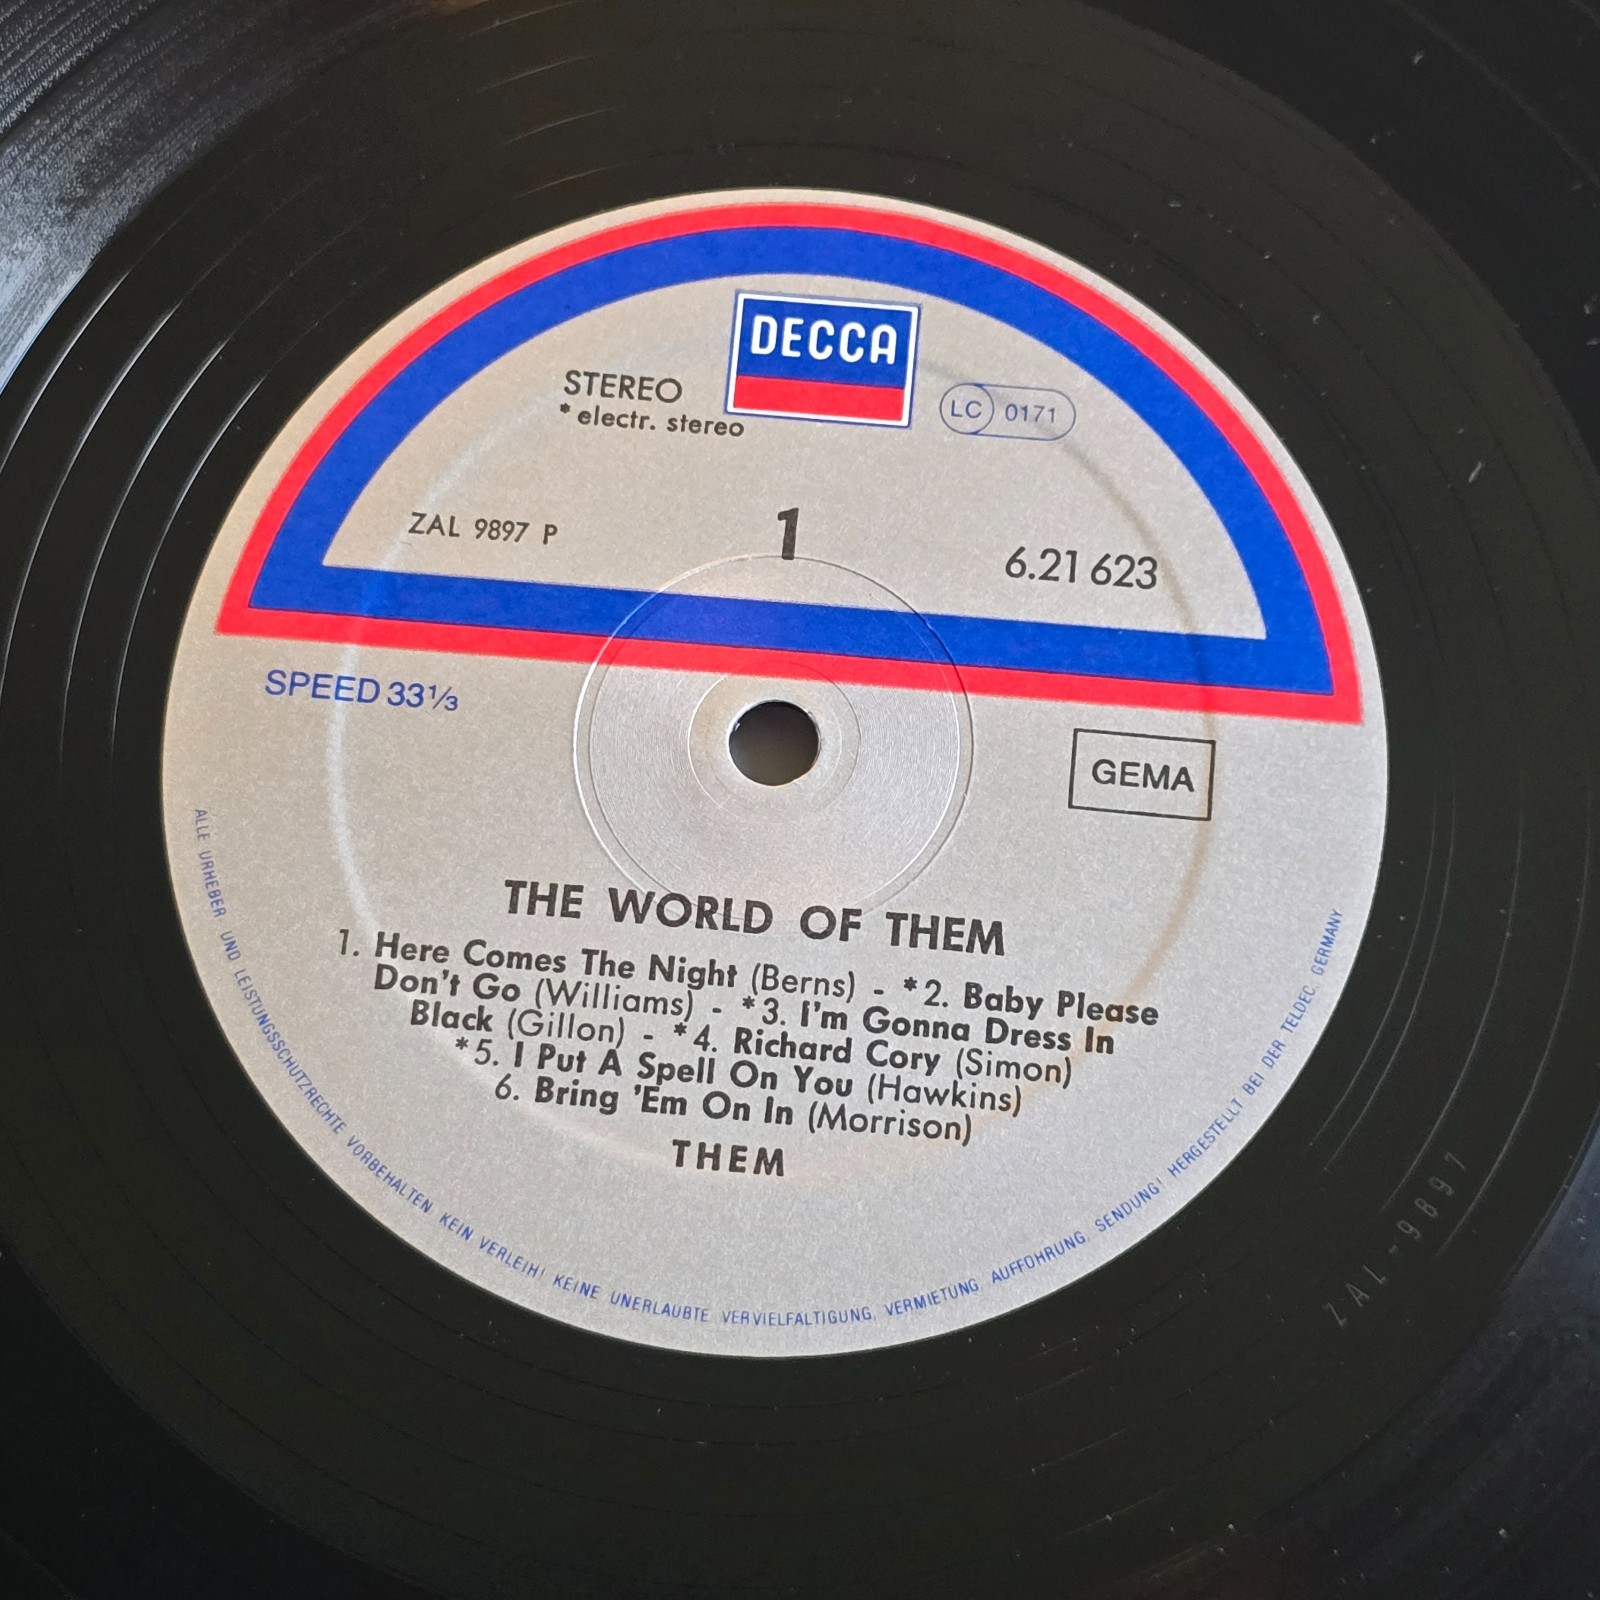 DECCA
STEREO
* electr. stereo
LC 0171
ZAL 9897 P
1
6.21 623
SPEED 33⅓
GEMA
THE WORLD OF THEM
1. Here Comes The Night (Berns) - *2. Baby Please
Don't Go (Williams) - *3. I'm Gonna Dress In
Black (Gillon) - *4. Richard Cory (Simon)
*5. I Put A Spell On You (Hawkins)
6. Bring 'Em On In (Morrison)
THEM
ALLE URHEBER- UND LEISTUNGSSCHUTZRECHTE VORBEHALTEN. KEIN VERLEIH! KEINE UNERLAUBTE VERVIELFALTIGUNG, VERMIETUNG, AUFFOHRUNG, SENDUNG! HERGESTELLT BEI DER TELDEC, GERMANY
ZAL-9897